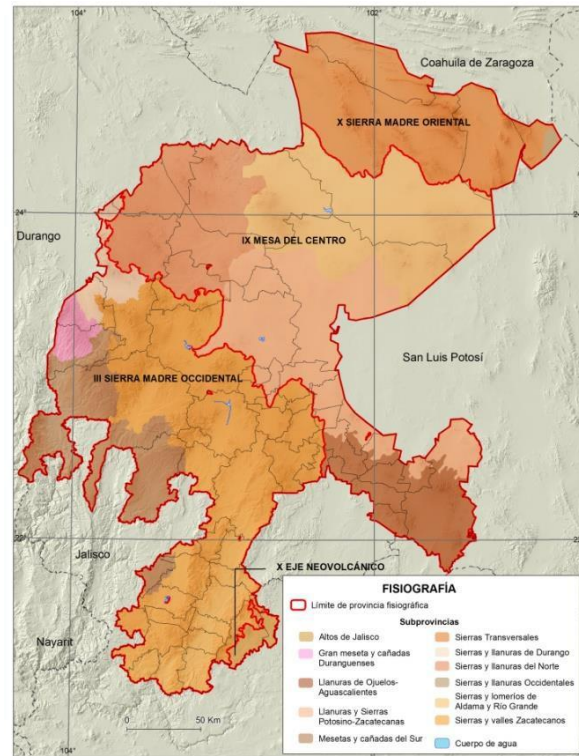 Coahuila de Zaragoza
X SIERRA MADRE ORIENTAL
24°
24°
Durango
IX MESA DEL CENTRO
San Luis Potosí
III SIERRA MADRE OCCIDENTAL
22°
Jalisco
X EJE NEOVOLCÁNICO
Nayarit
0
50 Km
104°
102°
FISIOGRAFÍA
Límite de provincia fisiográfica
Subprovincias
Altos de Jalisco
Gran meseta y cañadas
Duranguenses
Llanuras de Ojuelos-
Aguascalientes
Llanuras y Sierras
Potosino-Zacatecanas
Mesetas y cañadas del Sur
Sierras Transversales
Sierras y llanuras de Durango
Sierras y llanuras del Norte
Sierras y llanuras Occidentales
Sierras y lomeríos de
Aldama y Río Grande
Sierras y valles Zacatecanos
Cuerpo de agua